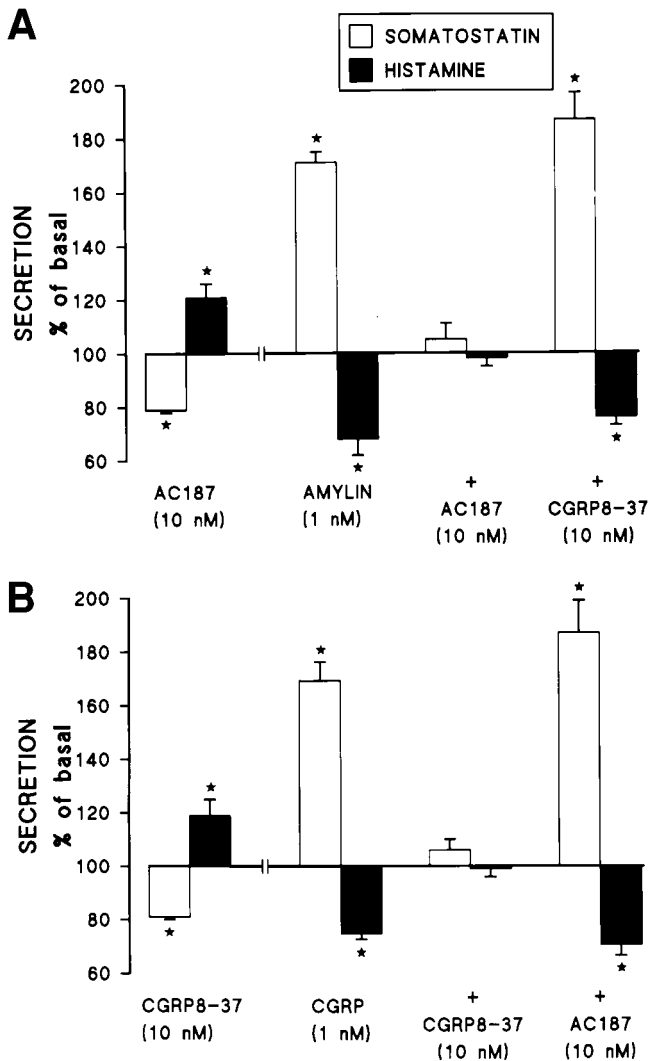 A
SOMATOSTATIN
HISTAMINE
SECRETION
% of basal
200
180
160
140
120
100
80
60
AC187
(10 nM)
AMYLIN
(1 nM)
+
AC187
(10 nM)
+
CGRP8-37
(10 nM)
B
SECRETION
% of basal
200
180
160
140
120
100
80
60
CGRP8-37
(10 nM)
CGRP
(1 nM)
+
CGRP8-37
(10 nM)
+
AC187
(10 nM)